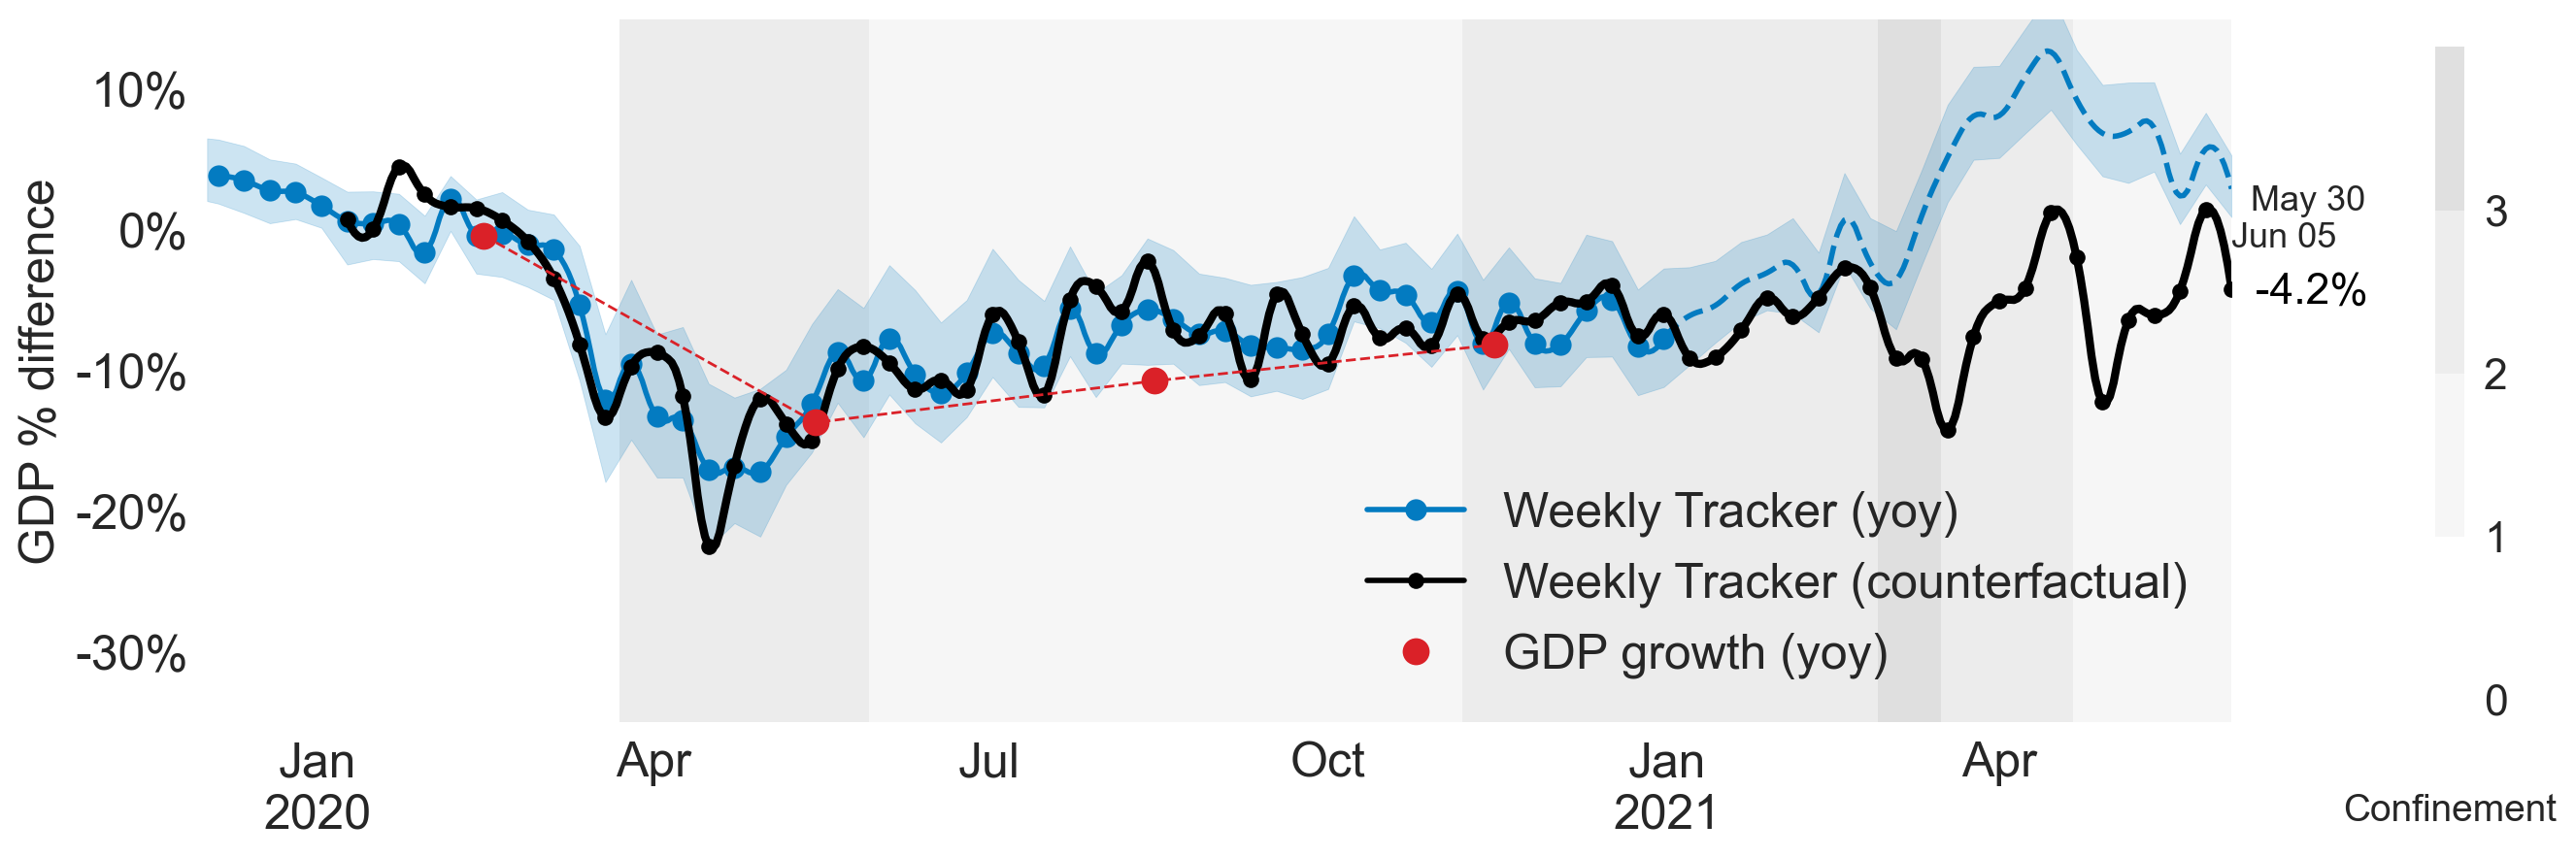 GDP % difference
10%
0%
-10%
-20%
-30%
Jan
2020
Apr
Jul
Oct
Jan
2021
Apr
Weekly Tracker (yoy)
Weekly Tracker (counterfactual)
GDP growth (yoy)
May 30
Jun 05
-4.2%
3
2
1
0
Confinement